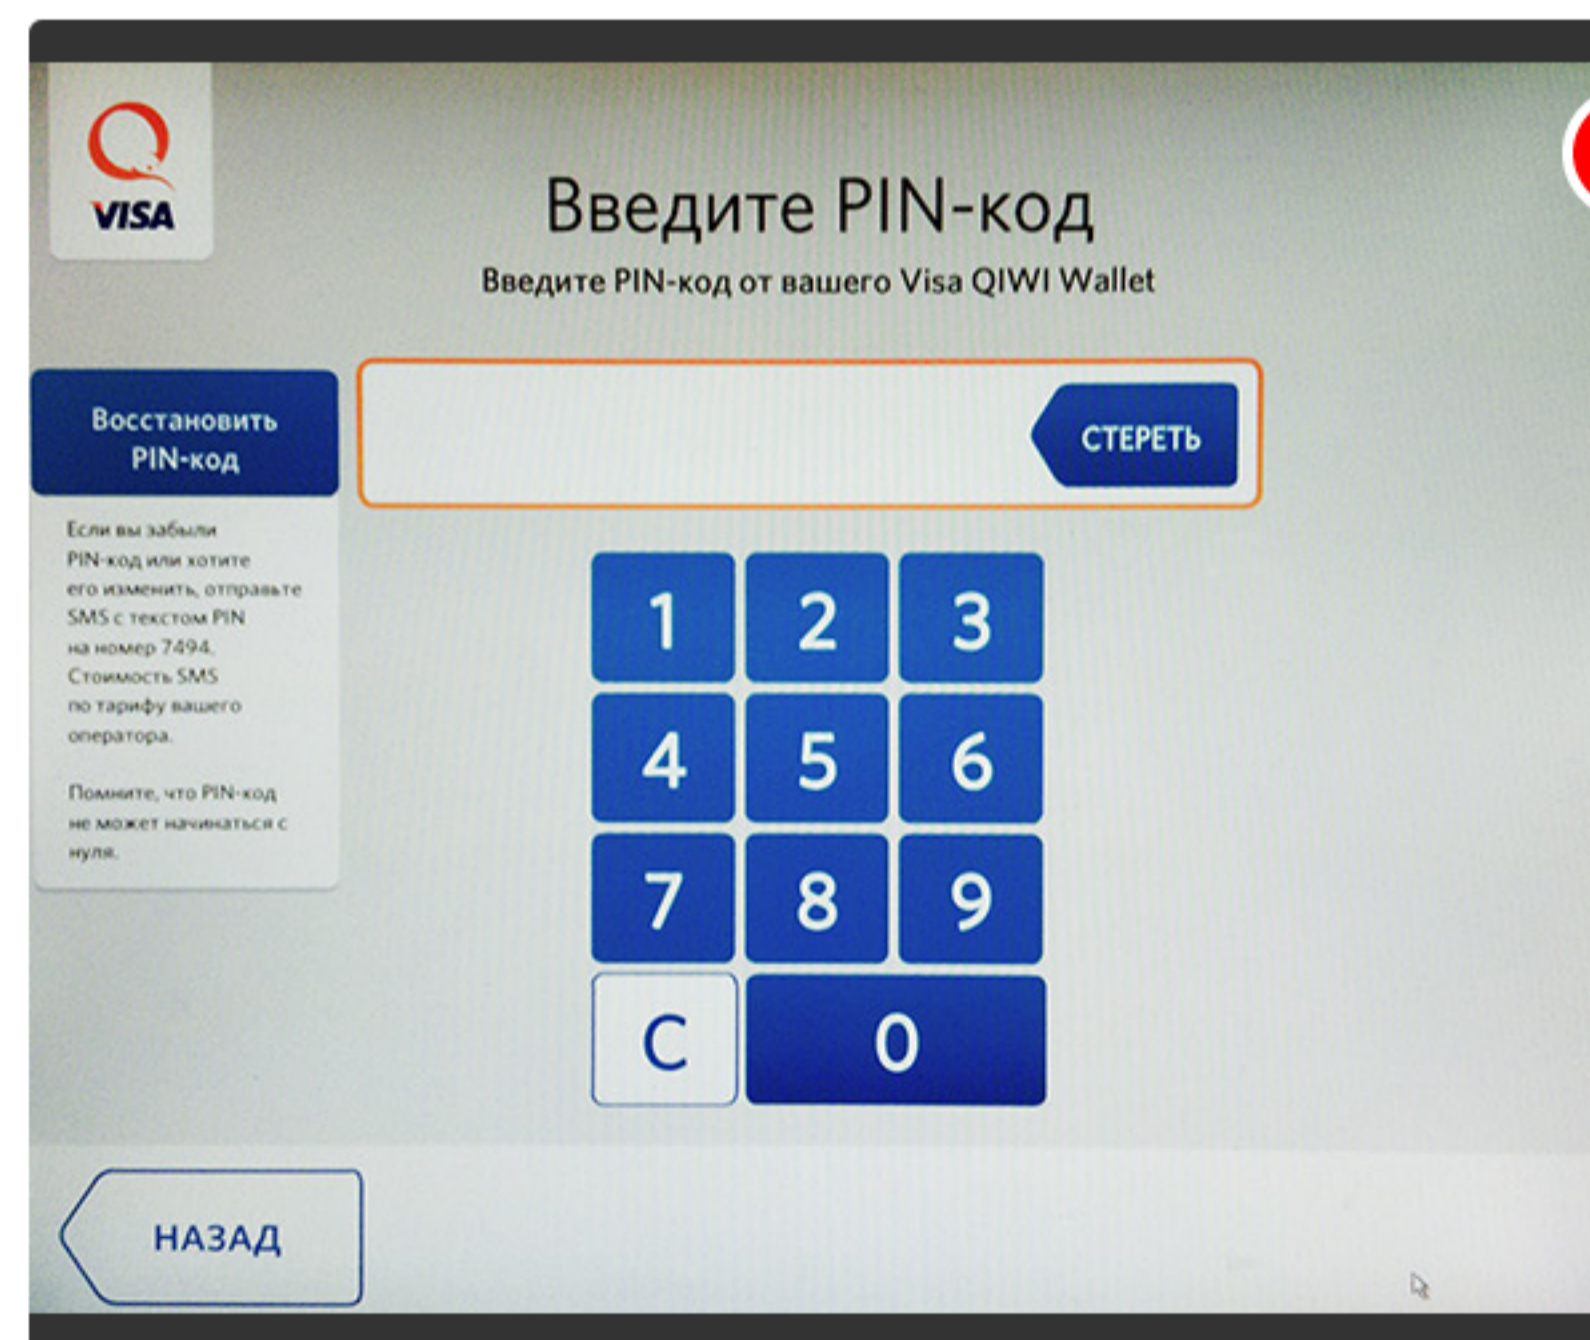 VISA
Введите PIN-код
Введите PIN-код от вашего Visa QIWI Wallet
Восстановить
PIN-код
СТЕРЕТЬ
Если вы забыли
PIN-код или хотите
его изменить, отправьте
SMS с текстом PIN
на номер 7494.
Стоимость SMS
по тарифу вашего
оператора.
Помните, что PIN-код
не может начинаться с
нуля.
1 2 3
4 5 6
7 8 9
C 0
НАЗАД